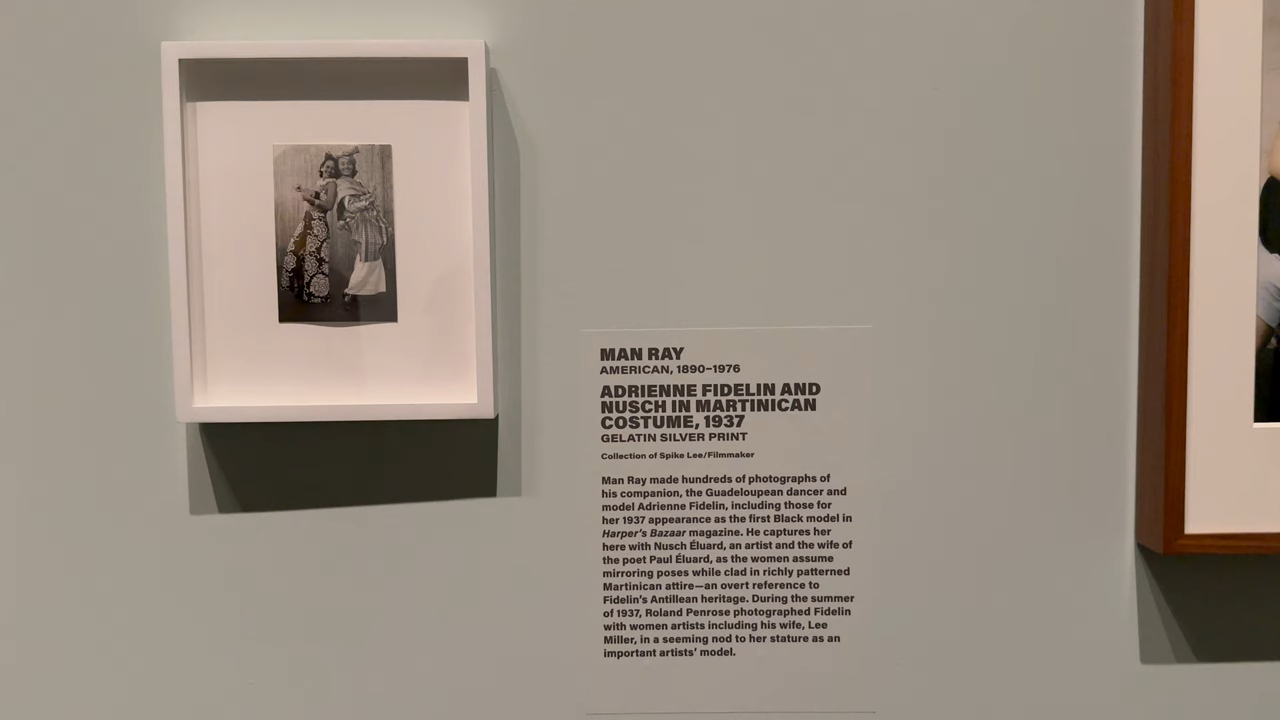 MAN RAY
AMERICAN, 1890–1976
ADRIENNE FIDELIN AND
NUSCH IN MARTINICAN
COSTUME, 1937
GELATIN SILVER PRINT
Collection of Spike Lee/Filmmaker
Man Ray made hundreds of photographs of
his companion, the Guadeloupean dancer and
model Adrienne Fidelin, including those for
her 1937 appearance as the first Black model in
Harper's Bazaar magazine. He captures her
here with Nusch Éluard, an artist and the wife of
the poet Paul Éluard, as the women assume
mirroring poses while clad in richly patterned
Martinican attire—an overt reference to
Fidelin's Antillean heritage. During the summer
of 1937, Roland Penrose photographed Fidelin
with women artists including his wife, Lee
Miller, in a seeming nod to her stature as an
important artists' model.